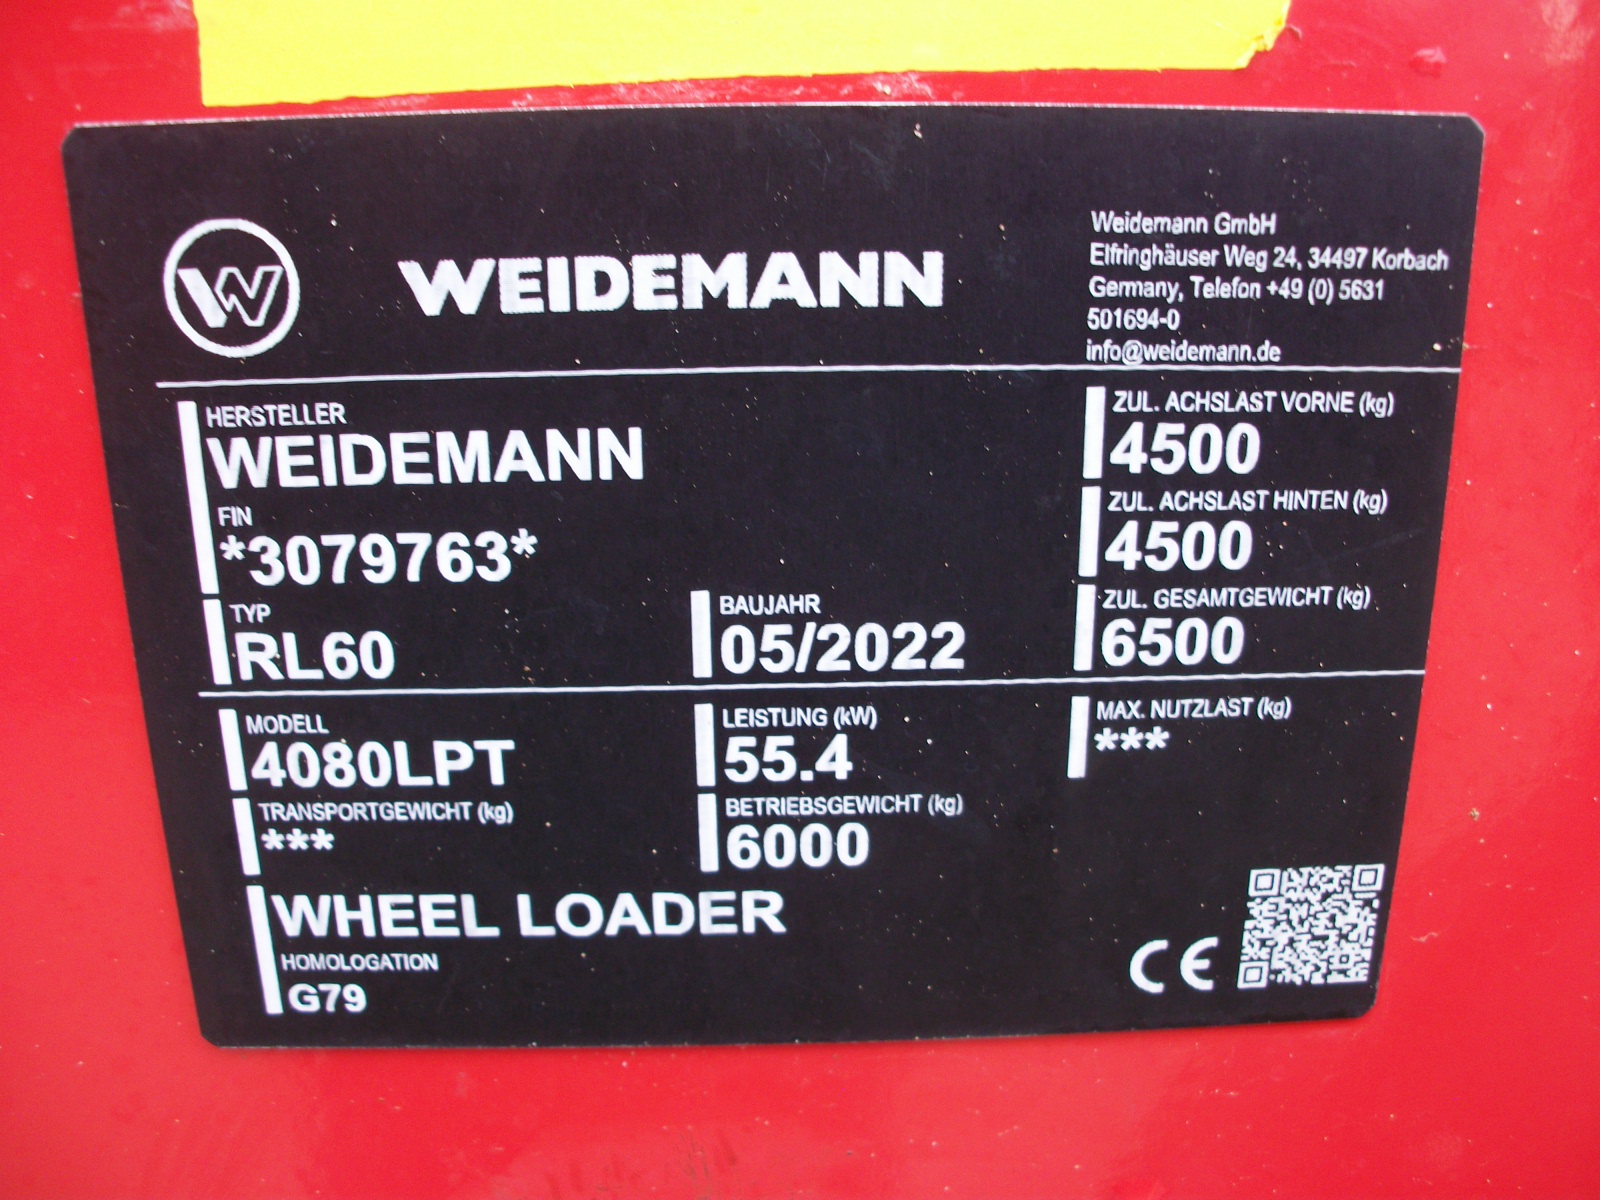 W
WEIDEMANN
Weidemann GmbH
Elfringhäuser Weg 24, 34497 Korbach
Germany, Telefon +49 (0) 5631
501694-0
info@weidemann.de
HERSTELLER
WEIDEMANN
FIN
*3079763*
TYP
RL60
BAUJAHR
05/2022
ZUL. ACHSLAST VORNE (kg)
4500
ZUL. ACHSLAST HINTEN (kg)
4500
ZUL. GESAMTGEWICHT (kg)
6500
MODELL
4080LPT
LEISTUNG (kW)
55.4
MAX. NUTZLAST (kg)
***
TRANSPORTGEWICHT (kg)
***
BETRIEBSGEWICHT (kg)
6000
WHEEL LOADER
HOMOLOGATION
G79
CE